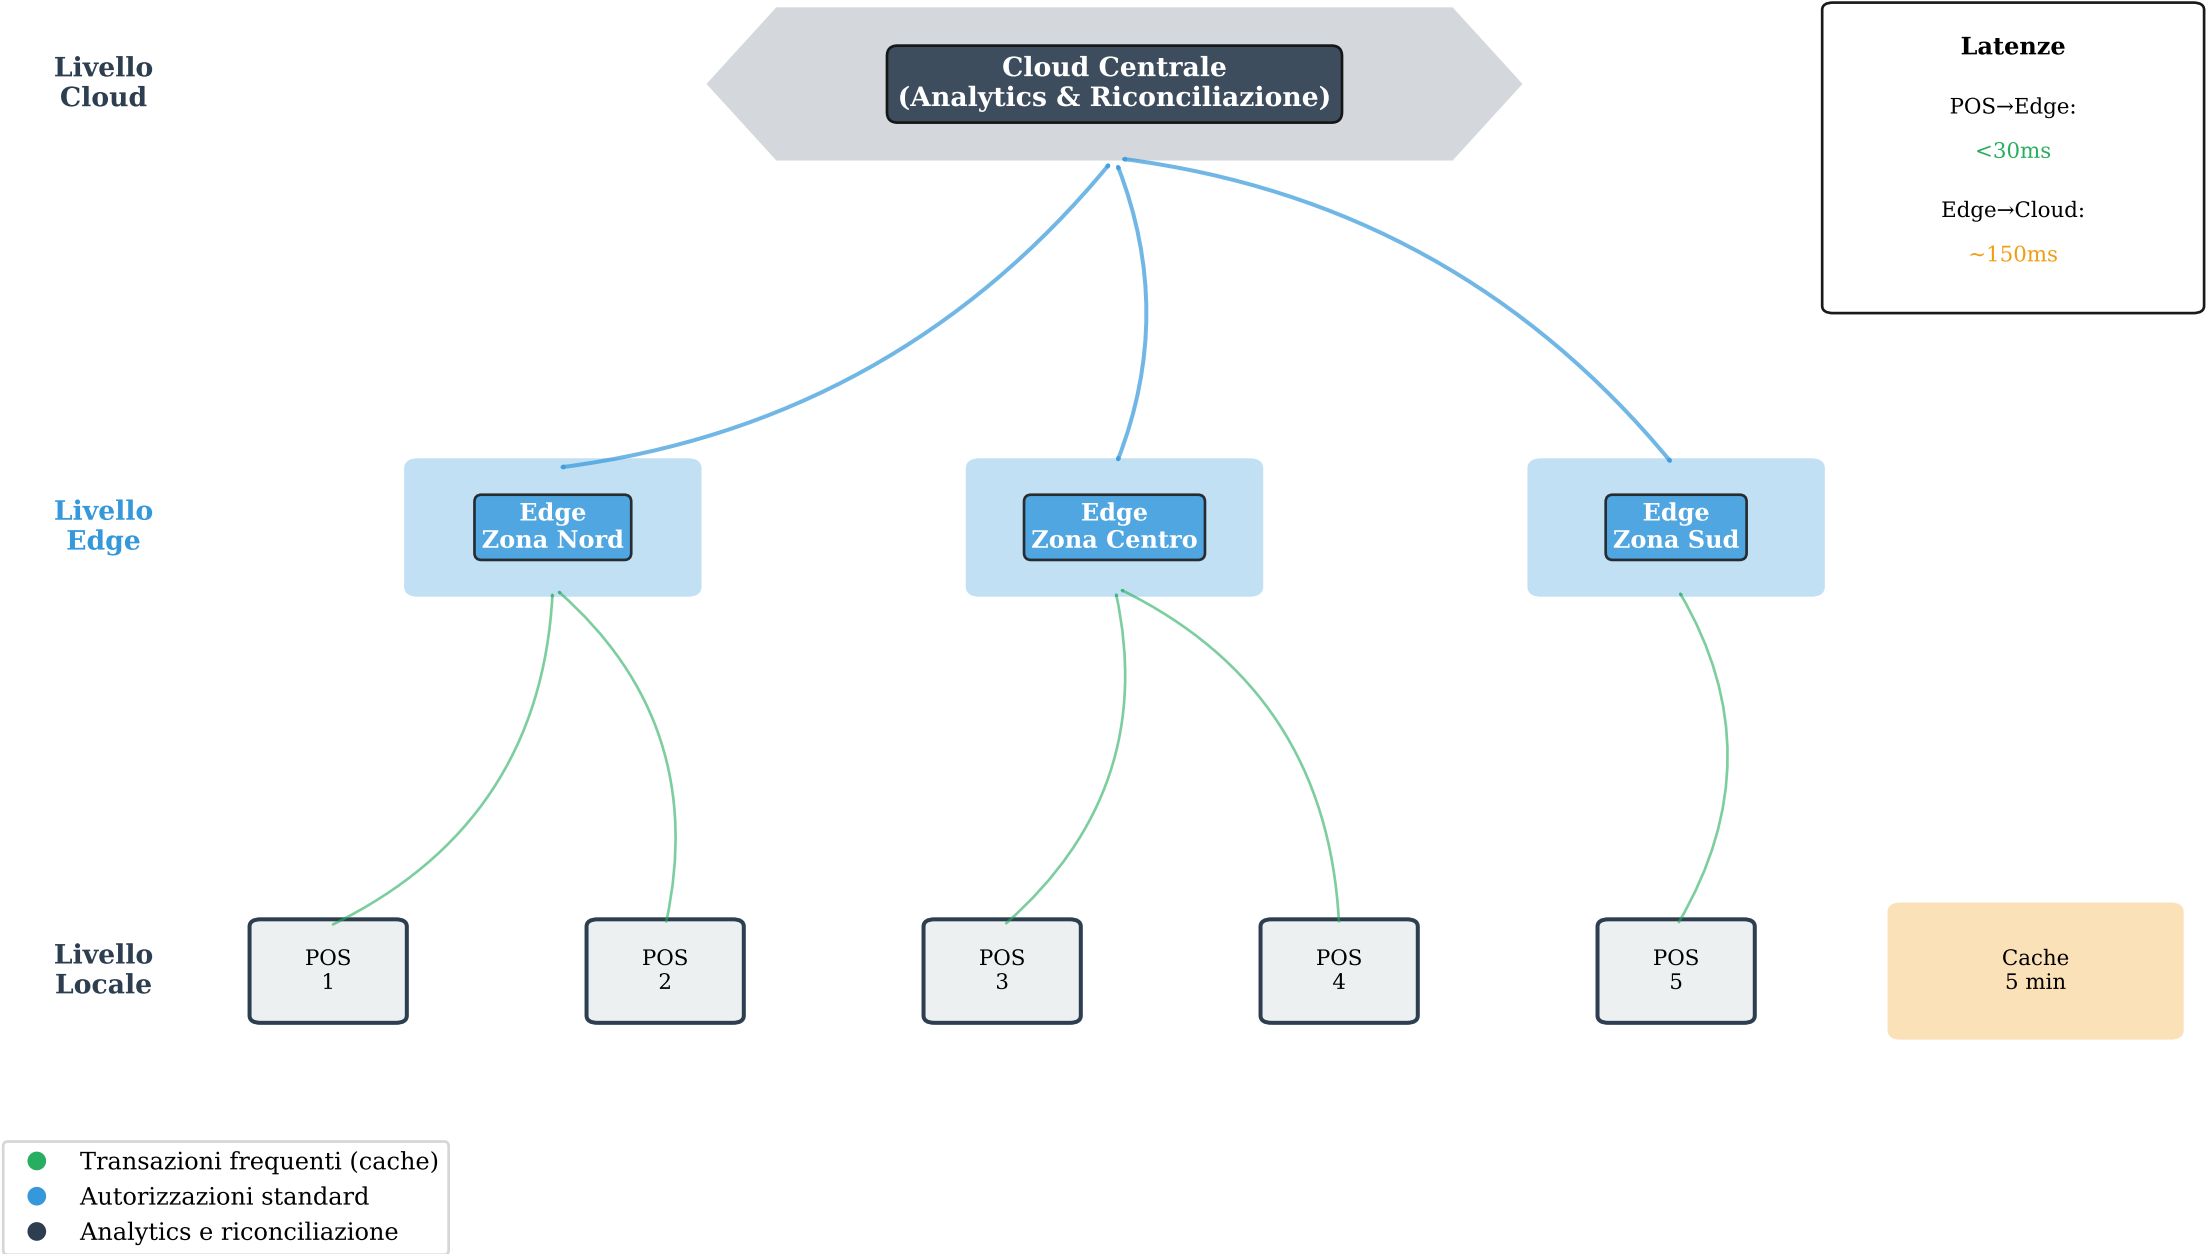 Livello
Cloud
Cloud Centrale
(Analytics & Riconciliazione)
Latenze
POS→Edge:
<30ms
Edge→Cloud:
~150ms
Livello
Edge
Edge
Zona Nord
Edge
Zona Centro
Edge
Zona Sud
Livello
Locale
POS
1
POS
2
POS
3
POS
4
POS
5
Cache
5 min
Transazioni frequenti (cache)
Autorizzazioni standard
Analytics e riconciliazione